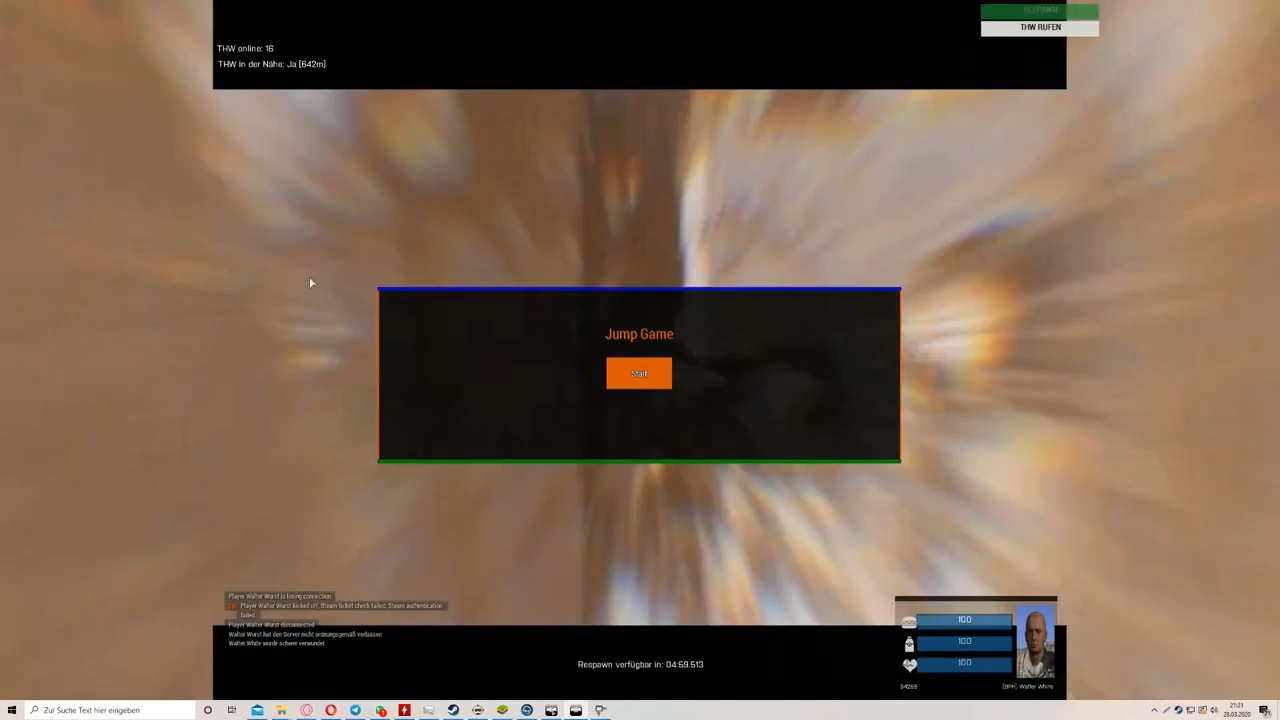 RESPAWN
THW RUFEN
THW online: 16
THW in der Nähe: Ja [642m]
Jump Game
Start
Player Walter Wurst is losing connection
Player Walter Wurst kicked off, Steam ticket check failed: Steam authentication
failed.
Player Walter Wurst disconnected
Walter Wurst hat den Server nicht ordnungsgemäß verlassen
Walter White wurde schwer verwundet
Respawn verfügbar in: 04:59.513
100
100
100
94255
[BPH] Walter White
Zur Suche Text hier eingeben
21:21
28.03.2020